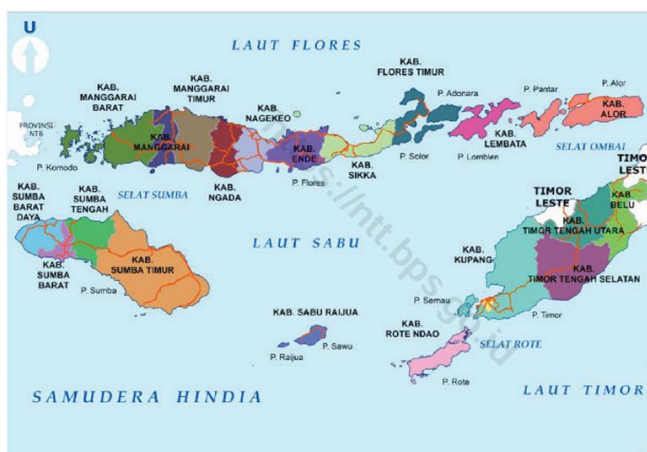 U
LAUT FLORES
KAB.
MANGGARAI
BARAT
KAB.
MANGGARAI
TIMUR
KAB.
NAGEKEO
KAB.
FLORES TIMUR
P. Adonara
P. Pantar
P. Alor
KAB.
ALOR
PROVINSI
NTB
KAB.
MANGGARAI
KAB.
ENDE
KAB.
SIKKA
P. Solor
P. Lomblen
KAB.
LEMBATA
SELAT OMBAI
P. Komodo
SELAT SUMBA
KAB.
NGADA
P. Flores
TIMOR
LESTE
TIMOR
LESTE
KAB.
BELU
KAB.
SUMBA
BARAT
DAYA
KAB.
SUMBA
TENGAH
LAUT SABU
KAB.
TIMOR TENGAH UTARA
KAB.
KUPANG
KAB.
SUMBA TIMUR
KAB.
TIMOR TENGAH SELATAN
KAB.
SUMBA
BARAT
P. Sumba
P. Semau
P. Timor
KAB. SABU RAIJUA
KAB.
ROTE NDAO
SELAT ROTE
P. Sawu
P. Raijua
P. Rote
SAMUDERA HINDIA
LAUT TIMOR
https://ntt.bps.go.id